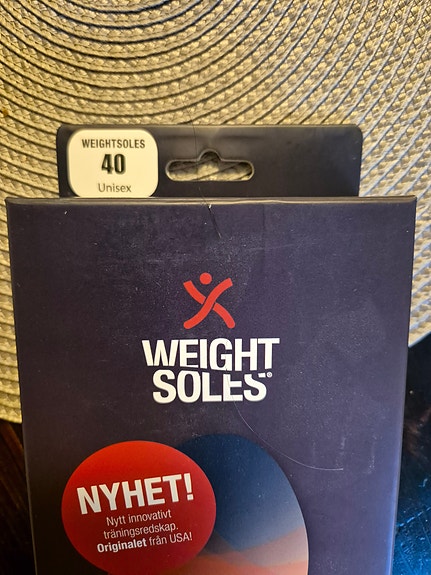 WEIGHTSOLES
40
Unisex
WEIGHT
SOLES®
NYHET!
Nytt innovativt
träningsredskap.
Originalet från USA!